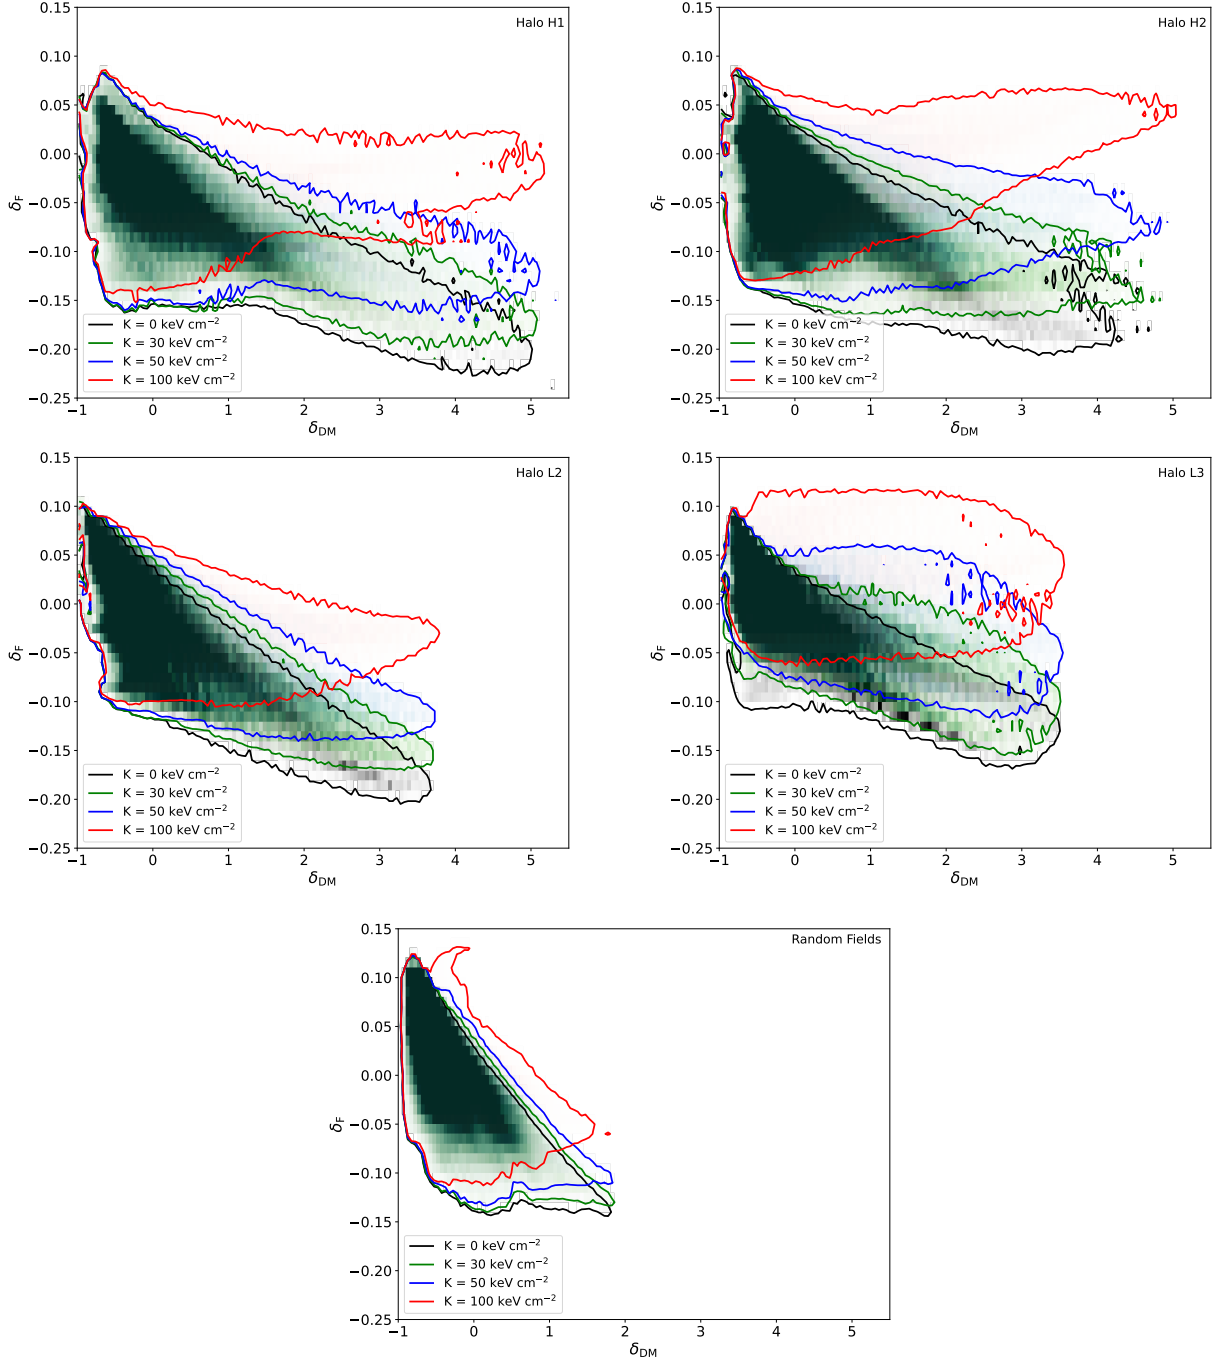 Halo H1
0.15
0.10
0.05
0.00
−0.05
−0.10
−0.15
−0.20
−0.25
δF
K = 0 keV cm−2
K = 30 keV cm−2
K = 50 keV cm−2
K = 100 keV cm−2
−1 0 1 2 3 4 5
δDM
Halo H2
0.15
0.10
0.05
0.00
−0.05
−0.10
−0.15
−0.20
−0.25
δF
K = 0 keV cm−2
K = 30 keV cm−2
K = 50 keV cm−2
K = 100 keV cm−2
−1 0 1 2 3 4 5
δDM
Halo L2
0.15
0.10
0.05
0.00
−0.05
−0.10
−0.15
−0.20
−0.25
δF
K = 0 keV cm−2
K = 30 keV cm−2
K = 50 keV cm−2
K = 100 keV cm−2
−1 0 1 2 3 4 5
δDM
Halo L3
0.15
0.10
0.05
0.00
−0.05
−0.10
−0.15
−0.20
−0.25
δF
K = 0 keV cm−2
K = 30 keV cm−2
K = 50 keV cm−2
K = 100 keV cm−2
−1 0 1 2 3 4 5
δDM
Random Fields
0.15
0.10
0.05
0.00
−0.05
−0.10
−0.15
−0.20
−0.25
δF
K = 0 keV cm−2
K = 30 keV cm−2
K = 50 keV cm−2
K = 100 keV cm−2
−1 0 1 2 3 4 5
δDM